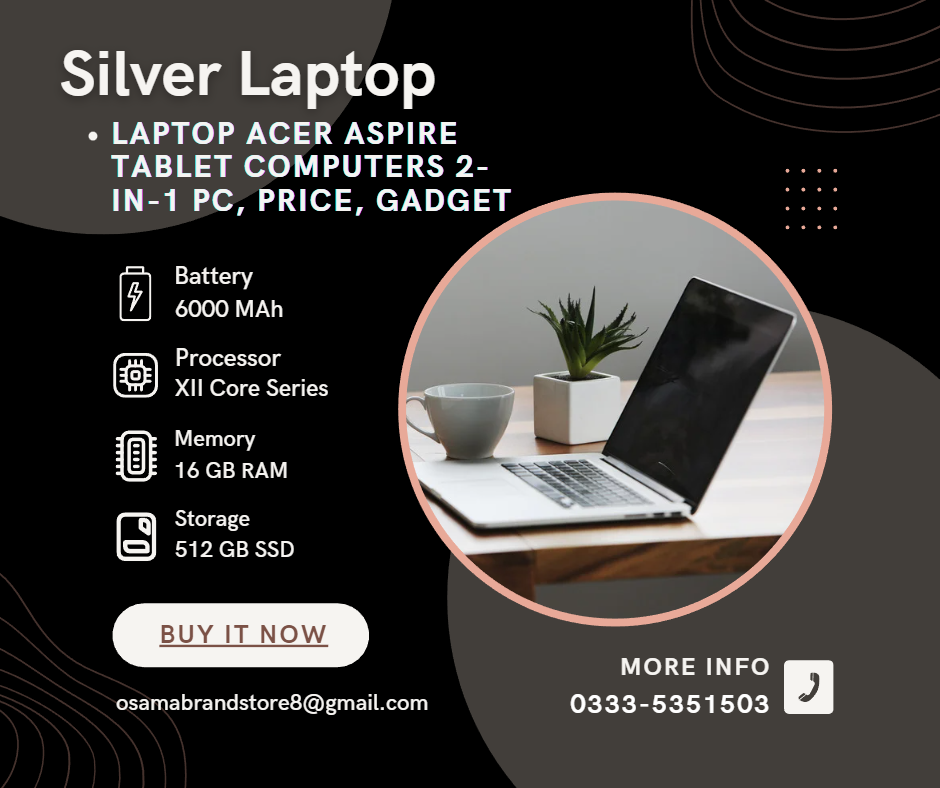 Silver Laptop
• LAPTOP ACER ASPIRE
TABLET COMPUTERS 2-
IN-1 PC, PRICE, GADGET
Battery
6000 MAh
Processor
XII Core Series
Memory
16 GB RAM
Storage
512 GB SSD
BUY IT NOW
osamabrandstore8@gmail.com
MORE INFO
0333-5351503